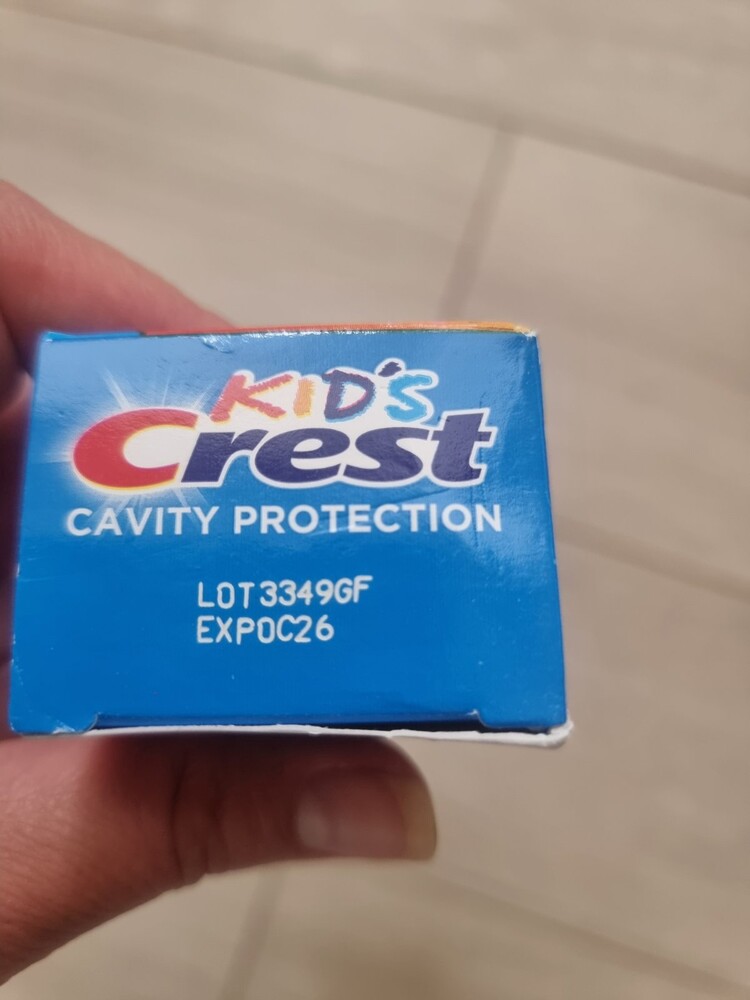 KID'S
Crest
CAVITY PROTECTION
LOT3349GF
EXPOC26